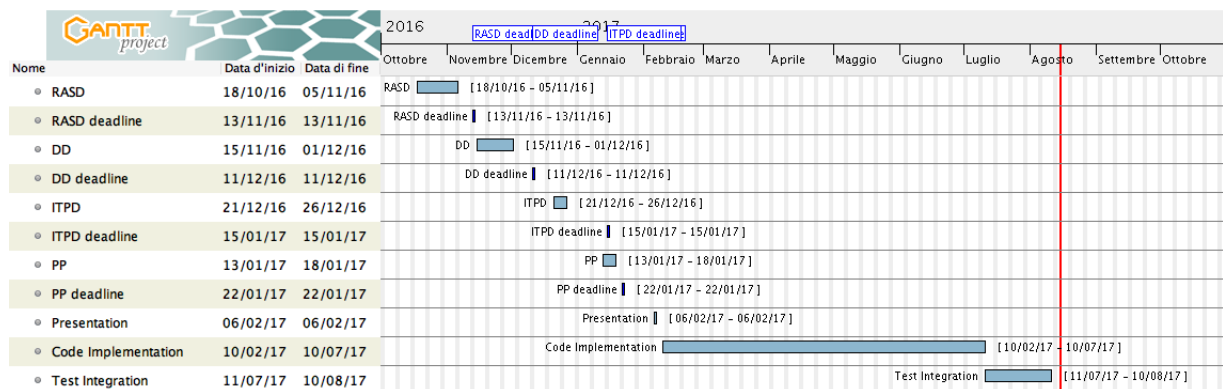 GANTT
project
2016
2017
RASD deadl DD deadline ITPD deadline
Ottobre Novembre Dicembre Gennaio Febbraio Marzo Aprile Maggio Giugno Luglio Agosto Settembre Ottobre
Nome Data d'inizio Data di fine
RASD 18/10/16 05/11/16 RASD [18/10/16 - 05/11/16]
RASD deadline 13/11/16 13/11/16 RASD deadline [13/11/16 - 13/11/16]
DD 15/11/16 01/12/16 DD [15/11/16 - 01/12/16]
DD deadline 11/12/16 11/12/16 DD deadline [11/12/16 - 11/12/16]
ITPD 21/12/16 26/12/16 ITPD [21/12/16 - 26/12/16]
ITPD deadline 15/01/17 15/01/17 ITPD deadline [15/01/17 - 15/01/17]
PP 13/01/17 18/01/17 PP [13/01/17 - 18/01/17]
PP deadline 22/01/17 22/01/17 PP deadline [22/01/17 - 22/01/17]
Presentation 06/02/17 06/02/17 Presentation [06/02/17 - 06/02/17]
Code Implementation 10/02/17 10/07/17 Code Implementation [10/02/17 - 10/07/17]
Test Integration 11/07/17 10/08/17 Test Integration [11/07/17 - 10/08/17]